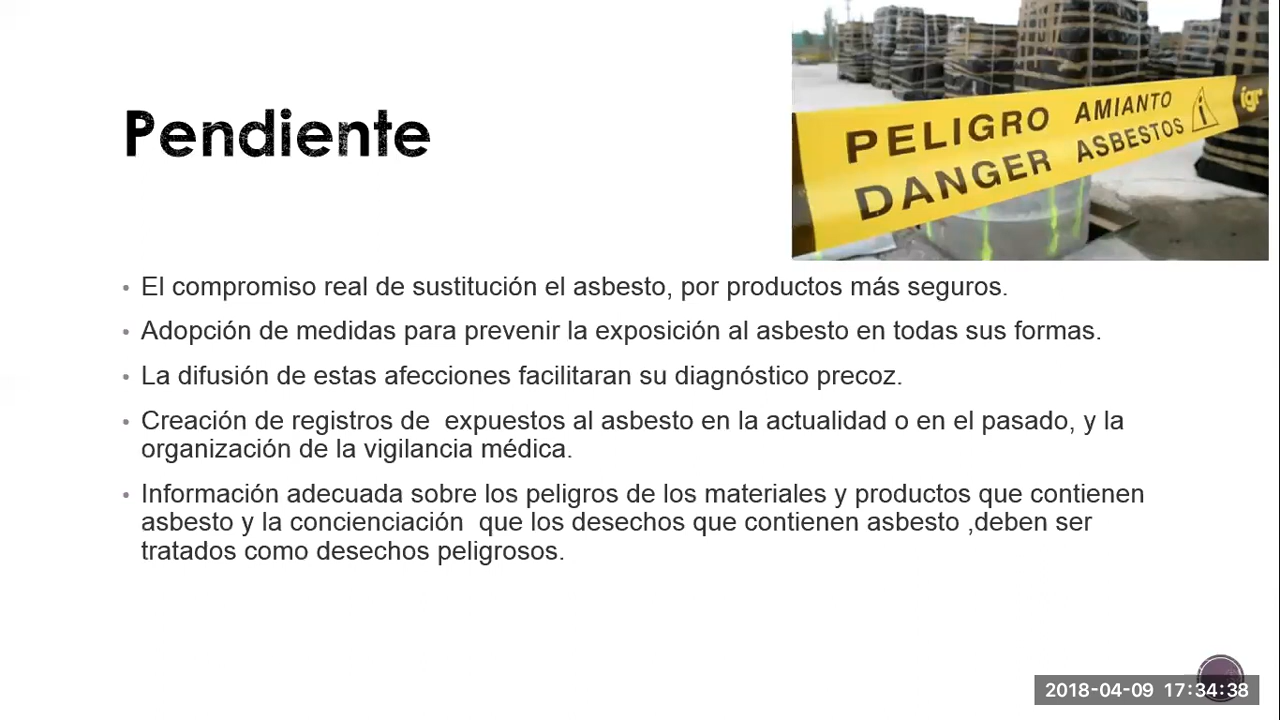 Pendiente
PELIGRO AMIANTO
DANGER ASBESTOS
igr
• El compromiso real de sustitución el asbesto, por productos más seguros.
• Adopción de medidas para prevenir la exposición al asbesto en todas sus formas.
• La difusión de estas afecciones facilitaran su diagnóstico precoz.
• Creación de registros de  expuestos al asbesto en la actualidad o en el pasado, y la
organización de la vigilancia médica.
• Información adecuada sobre los peligros de los materiales y productos que contienen
asbesto y la concienciación  que los desechos que contienen asbesto ,deben ser
tratados como desechos peligrosos.
2018-04-09 17:34:38